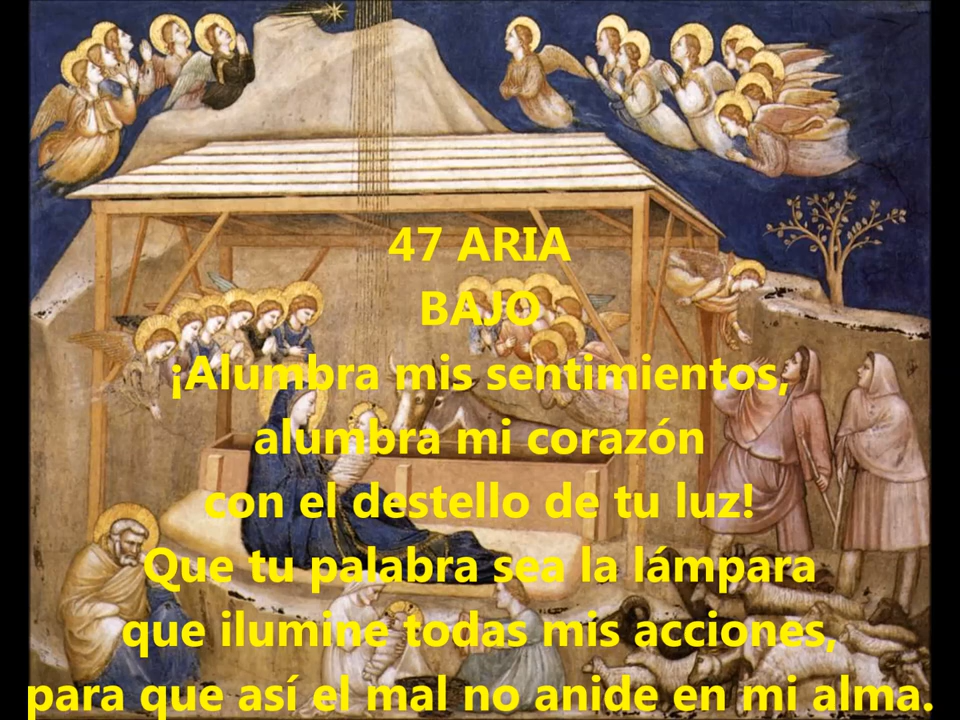 47 ARIA
BAJO
¡Alumbra mis sentimientos,
alumbra mi corazón
con el destello de tu luz!
Que tu palabra sea la lámpara
que ilumine todas mis acciones,
para que así el mal no anide en mi alma.